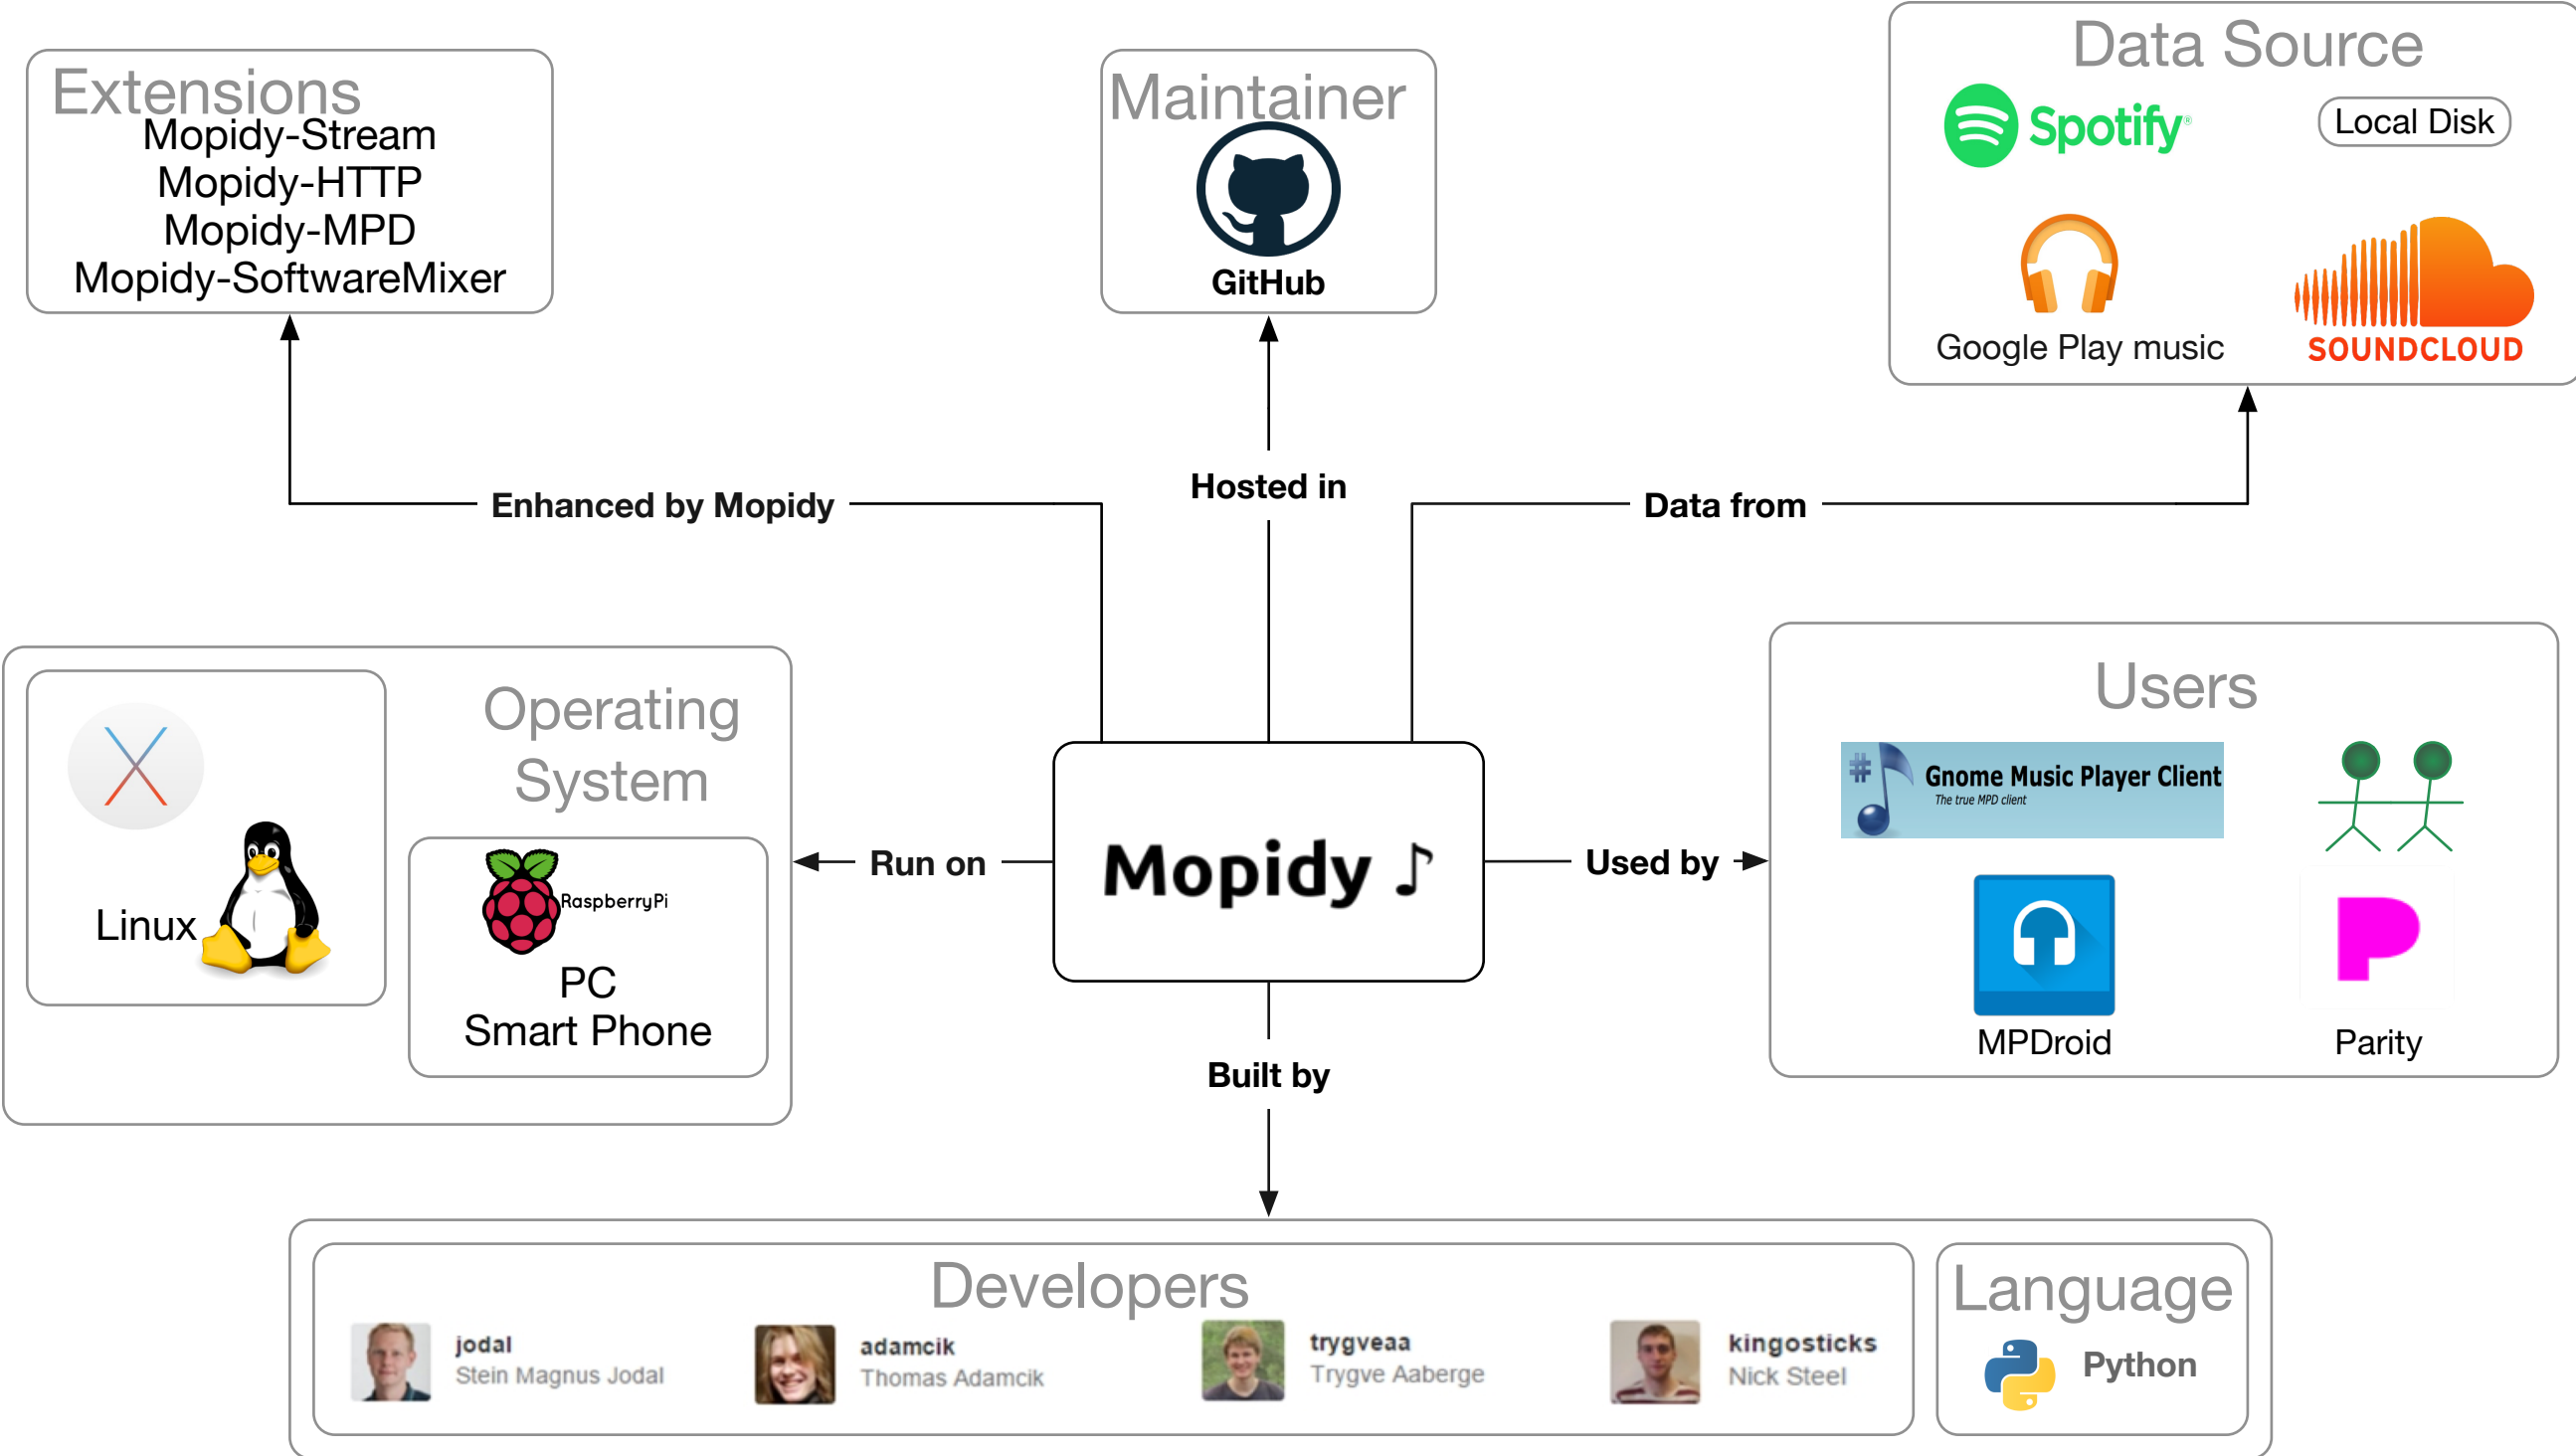 Extensions
Mopidy-Stream
Mopidy-HTTP
Mopidy-MPD
Mopidy-SoftwareMixer
Maintainer
GitHub
Data Source
Spotify®
Local Disk
Google Play music
SOUNDCLOUD
Enhanced by Mopidy
Hosted in
Data from
Operating
System
Linux
RaspberryPi
PC
Smart Phone
Run on
Mopidy ♪
Used by
Users
Gnome Music Player Client
The true MPD client
MPDroid
Parity
Built by
Developers
jodal
Stein Magnus Jodal
adamcik
Thomas Adamcik
trygveaa
Trygve Aaberge
kingosticks
Nick Steel
Language
Python